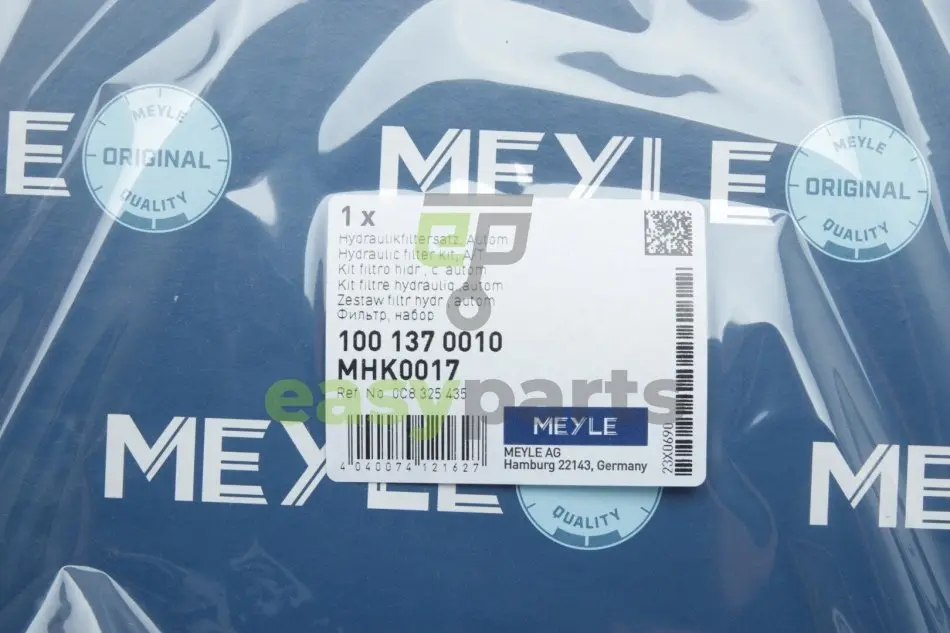 E
MEYLE
ORIGINAL
QUALITY
MEYLE
MEYLE
ORIGINAL
QUALITY
1 x
Hydraulikfiltersatz, Autom
Hydraulic filter kit, A/T
Kit filtro hidr., c. autom
Kit filtre hydrauliq, autom
Zestaw filtr hydr., autom
Фильтр, набор
100 137 0010
MHK0017
Ref. No. 0C8 325 435
easyparts
MEYLE
MEYLE AG
Hamburg 22143, Germany
4 040074 121627
23X0690
MEYLE
QUALITY
ME